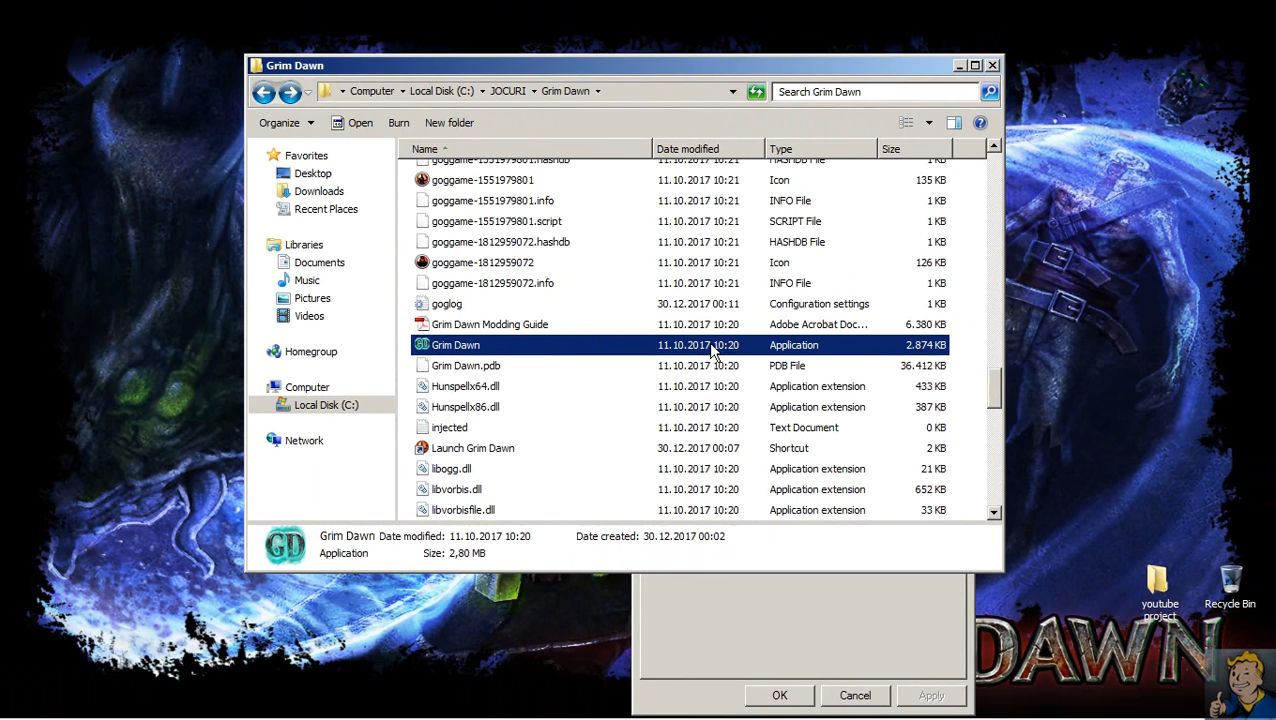 Grim Dawn
Computer Local Disk (C:) JOCURI Grim Dawn Search Grim Dawn
Organize Open Burn New folder
Name Date modified Type Size
Favorites
Desktop
Downloads
Recent Places
Libraries
Documents
Music
Pictures
Videos
Homegroup
Computer
Local Disk (C:)
Network
goggame-1551979801.hashdb 11.10.2017 10:21 HASHDB File 1 KB
goggame-1551979801 11.10.2017 10:21 Icon 135 KB
goggame-1551979801.info 11.10.2017 10:21 INFO File 1 KB
goggame-1551979801.script 11.10.2017 10:21 SCRIPT File 1 KB
goggame-1812959072.hashdb 11.10.2017 10:21 HASHDB File 1 KB
goggame-1812959072 11.10.2017 10:21 Icon 126 KB
goggame-1812959072.info 11.10.2017 10:21 INFO File 1 KB
goglog 30.12.2017 00:11 Configuration settings 1 KB
Grim Dawn Modding Guide 11.10.2017 10:20 Adobe Acrobat Doc... 6.380 KB
Grim Dawn 11.10.2017 10:20 Application 2.874 KB
Grim Dawn.pdb 11.10.2017 10:20 PDB File 36.412 KB
Hunspellx64.dll 11.10.2017 10:20 Application extension 433 KB
Hunspellx86.dll 11.10.2017 10:20 Application extension 387 KB
injected 11.10.2017 10:20 Text Document 0 KB
Launch Grim Dawn 30.12.2017 00:07 Shortcut 2 KB
libogg.dll 11.10.2017 10:20 Application extension 21 KB
libvorbis.dll 11.10.2017 10:20 Application extension 652 KB
libvorbisfile.dll 11.10.2017 10:20 Application extension 33 KB
GD
Grim Dawn Date modified: 11.10.2017 10:20 Date created: 30.12.2017 00:02
Application Size: 2,80 MB
youtube project
Recycle Bin
DAWN
OK Cancel Apply